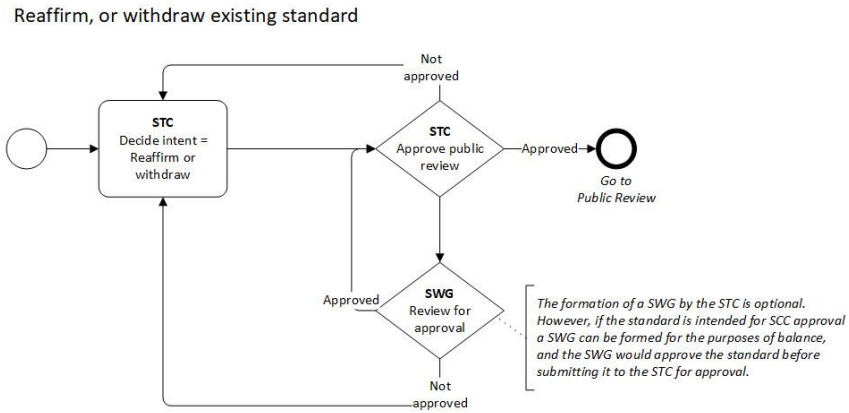 Reaffirm, or withdraw existing standard
Not
approved
STC
Decide intent =
Reaffirm or
withdraw
STC
Approve public
review
Approved
Go to
Public Review
Approved
SWG
Review for
approval
The formation of a SWG by the STC is optional.
However, if the standard is intended for SCC approval
a SWG can be formed for the purposes of balance,
and the SWG would approve the standard before
submitting it to the STC for approval.
Not
approved